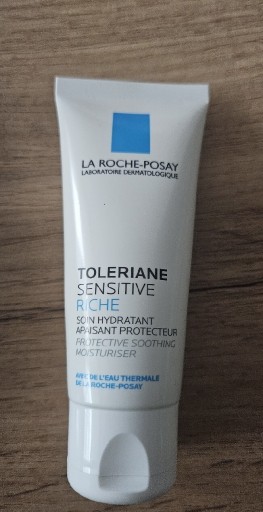 LA ROCHE-POSAY
LABORATOIRE DERMATOLOGIQUE
TOLERIANE
SENSITIVE
RICHE
SOIN HYDRATANT
APAISANT PROTECTEUR
PROTECTIVE SOOTHING
MOISTURISER
AVEC DE L'EAU THERMALE
DE LA ROCHE-POSAY